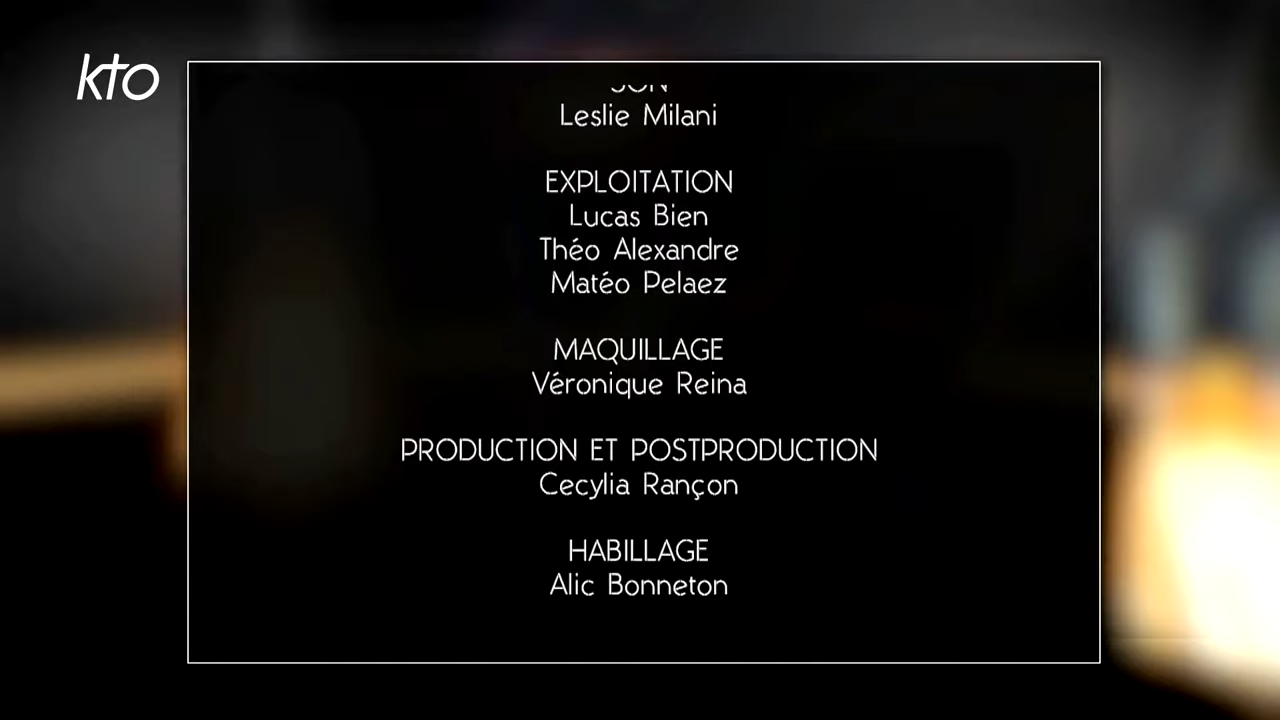 kto
SON
Leslie Milani
EXPLOITATION
Lucas Bien
Théo Alexandre
Matéo Pelaez
MAQUILLAGE
Véronique Reina
PRODUCTION ET POSTPRODUCTION
Cecylia Rançon
HABILLAGE
Alic Bonneton